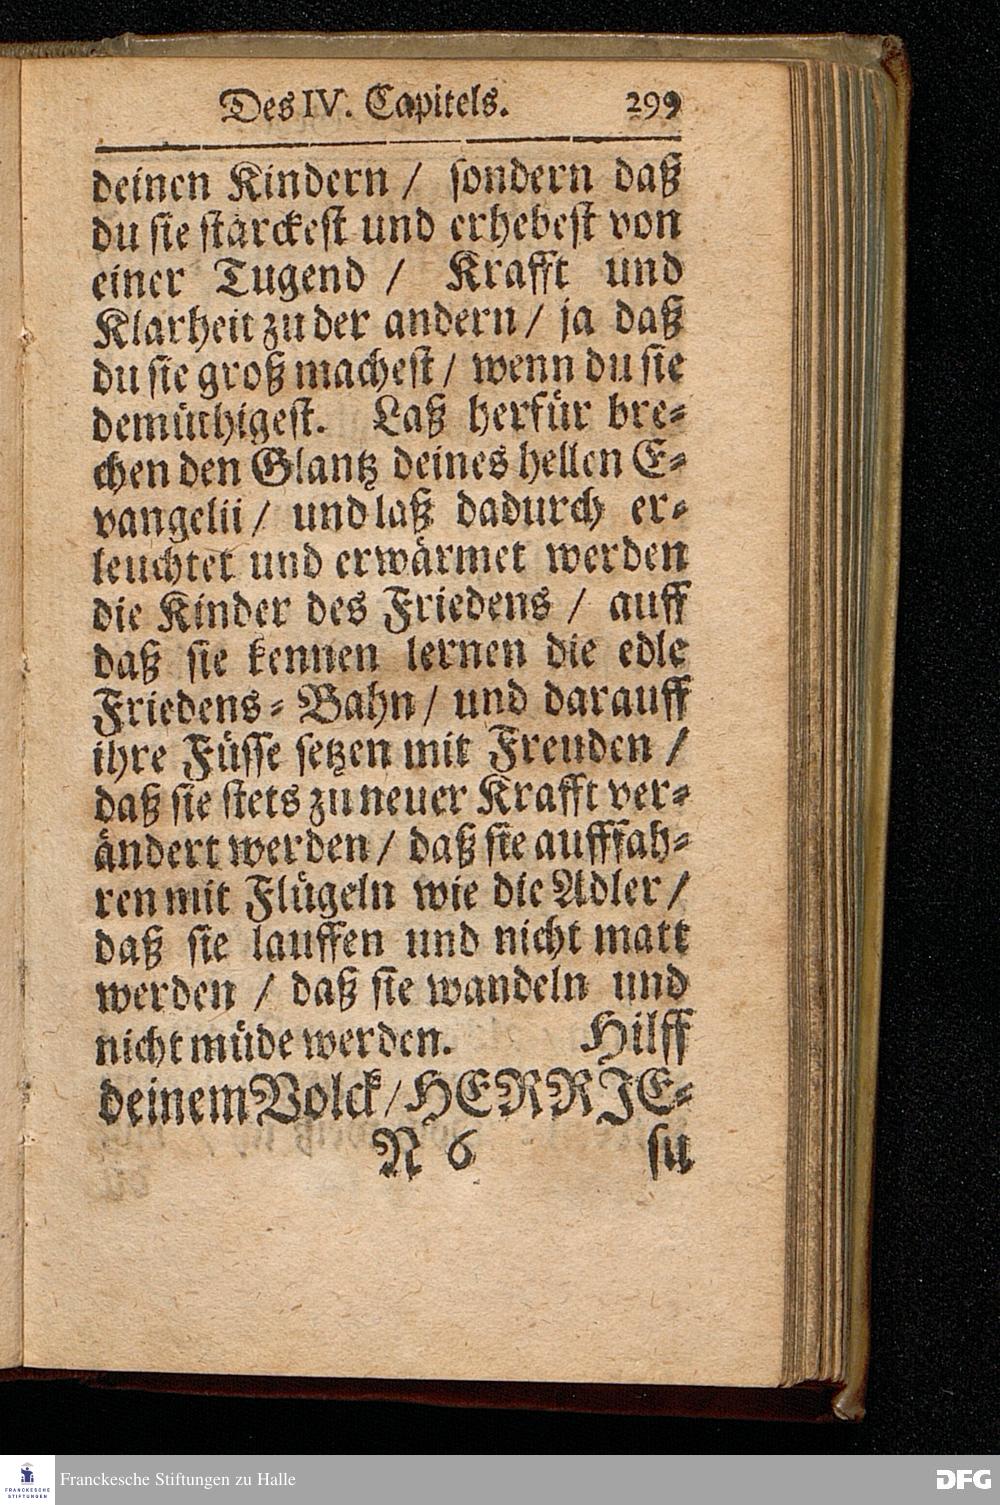 Des IV. Capitels. 299
deinen Kindern / sondern daß
du sie stärckest und erhebest von
einer Tugend / Krafft und
Klarheit zu der andern / ja daß
du sie groß machest / wenn du sie
demüthigest. Laß herfür bre⸗
chen den Glantz deines hellen E⸗
vangelii / und laß dadurch er⸗
leuchtet und erwärmet werden
die Kinder des Friedens / auff
daß sie kennen lernen die edle
Friedens⸗Bahn / und darauff
ihre Füsse setzen mit Freuden /
daß sie stets zu neuer Krafft ver⸗
ändert werden / daß sie aufffah⸗
ren mit Flügeln wie die Adler /
daß sie lauffen und nicht matt
werden / daß sie wandeln und
nicht müde werden. Hilff
deinem Volck / HERR JE⸗
N 6 su
FRANCKESCHE
STIFTUNGEN
Franckesche Stiftungen zu Halle
DFG